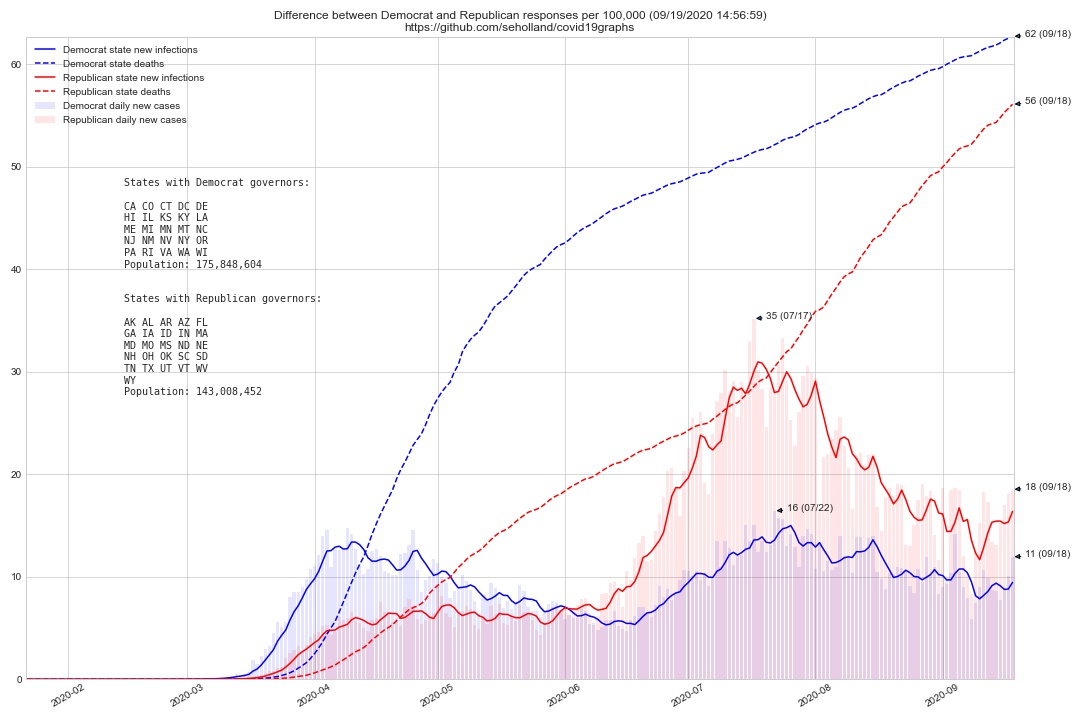 Difference between Democrat and Republican responses per 100,000 (09/19/2020 14:56:59)
https://github.com/seholland/covid19graphs
Democrat state new infections
Democrat state deaths
Republican state new infections
Republican state deaths
Democrat daily new cases
Republican daily new cases
States with Democrat governors:
CA CO CT DC DE
HI IL KS KY LA
ME MI MN MT NC
NJ NM NV NY OR
PA RI VA WA WI
Population: 175,848,604
States with Republican governors:
AK AL AR AZ FL
GA IA ID IN MA
MD MO MS ND NE
NH OH OK SC SD
TN TX UT VT WV
WY
Population: 143,008,452
62 (09/18)
56 (09/18)
35 (07/17)
18 (09/18)
16 (07/22)
11 (09/18)
60
50
40
30
20
10
0
2020-02
2020-03
2020-04
2020-05
2020-06
2020-07
2020-08
2020-09